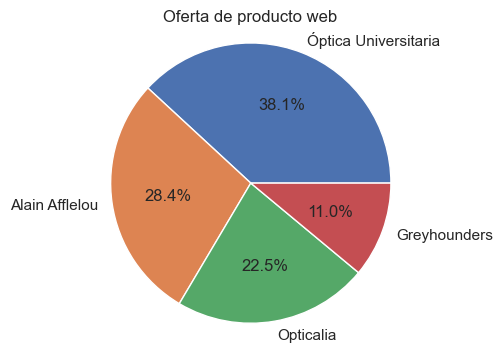 Oferta de producto web
Óptica Universitaria
38.1%
28.4%
Alain Afflelou
11.0%
Greyhounders
22.5%
Opticalia